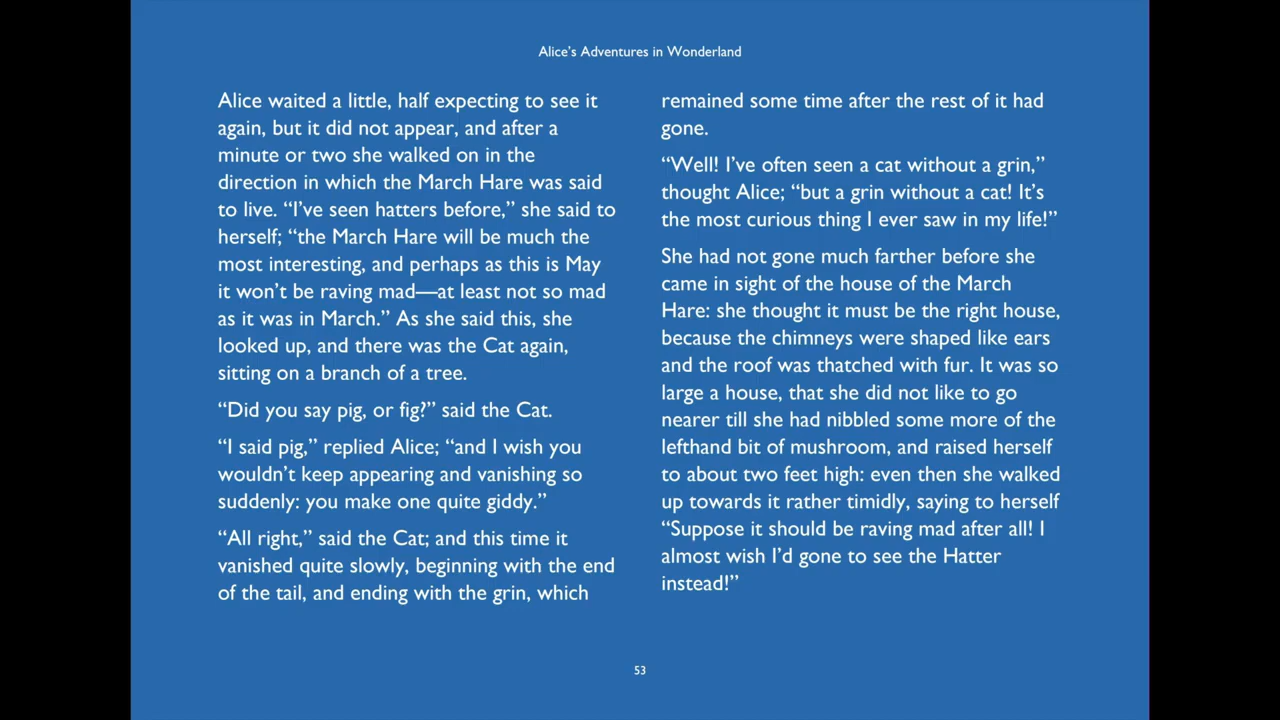 Alice’s Adventures in Wonderland
Alice waited a little, half expecting to see it
again, but it did not appear, and after a
minute or two she walked on in the
direction in which the March Hare was said
to live. “I’ve seen hatters before,” she said to
herself; “the March Hare will be much the
most interesting, and perhaps as this is May
it won’t be raving mad—at least not so mad
as it was in March.” As she said this, she
looked up, and there was the Cat again,
sitting on a branch of a tree.
“Did you say pig, or fig?” said the Cat.
“I said pig,” replied Alice; “and I wish you
wouldn’t keep appearing and vanishing so
suddenly: you make one quite giddy.”
“All right,” said the Cat; and this time it
vanished quite slowly, beginning with the end
of the tail, and ending with the grin, which
remained some time after the rest of it had
gone.
“Well! I’ve often seen a cat without a grin,”
thought Alice; “but a grin without a cat! It’s
the most curious thing I ever saw in my life!”
She had not gone much farther before she
came in sight of the house of the March
Hare: she thought it must be the right house,
because the chimneys were shaped like ears
and the roof was thatched with fur. It was so
large a house, that she did not like to go
nearer till she had nibbled some more of the
lefthand bit of mushroom, and raised herself
to about two feet high: even then she walked
up towards it rather timidly, saying to herself
“Suppose it should be raving mad after all! I
almost wish I’d gone to see the Hatter
instead!”
53